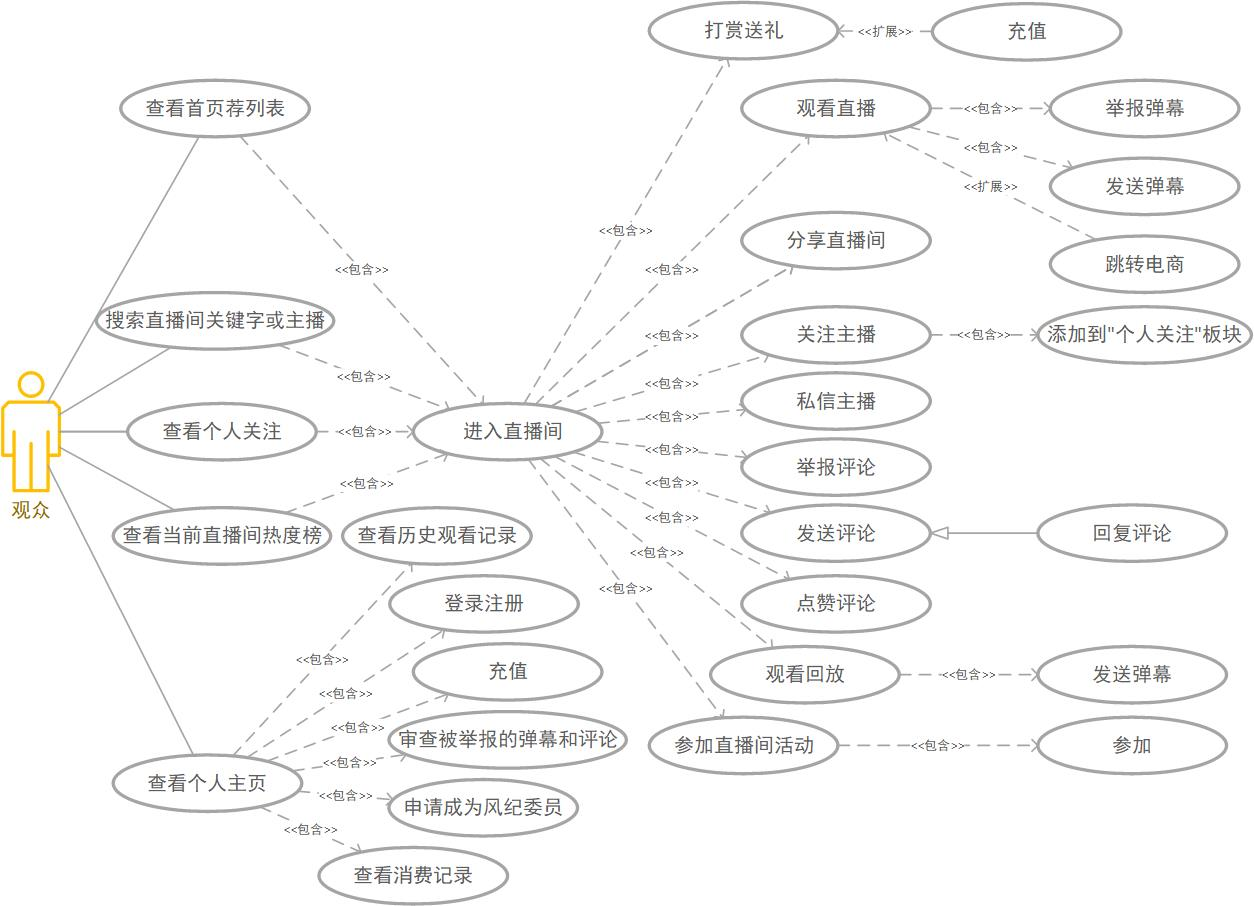 打赏送礼
<<扩展>>
充值
查看首页荐列表
观看直播
<<包含>>
举报弹幕
<<包含>>
发送弹幕
<<扩展>>
跳转电商
<<包含>>
分享直播间
<<包含>>
<<包含>>
搜索直播间关键字或主播
<<包含>>
关注主播
<<包含>>
添加到"个人关注"板块
<<包含>>
<<包含>>
私信主播
<<包含>>
查看个人关注
<<包含>>
进入直播间
<<包含>>
举报评论
<<包含>>
<<包含>>
观众
查看当前直播间热度榜
查看历史观看记录
<<包含>>
发送评论
回复评论
<<包含>>
<<包含>>
登录注册
点赞评论
<<包含>>
充值
观看回放
<<包含>>
发送弹幕
<<包含>>
<<包含>>
审查被举报的弹幕和评论
参加直播间活动
<<包含>>
参加
<<包含>>
查看个人主页
<<包含>>
申请成为风纪委员
<<包含>>
查看消费记录